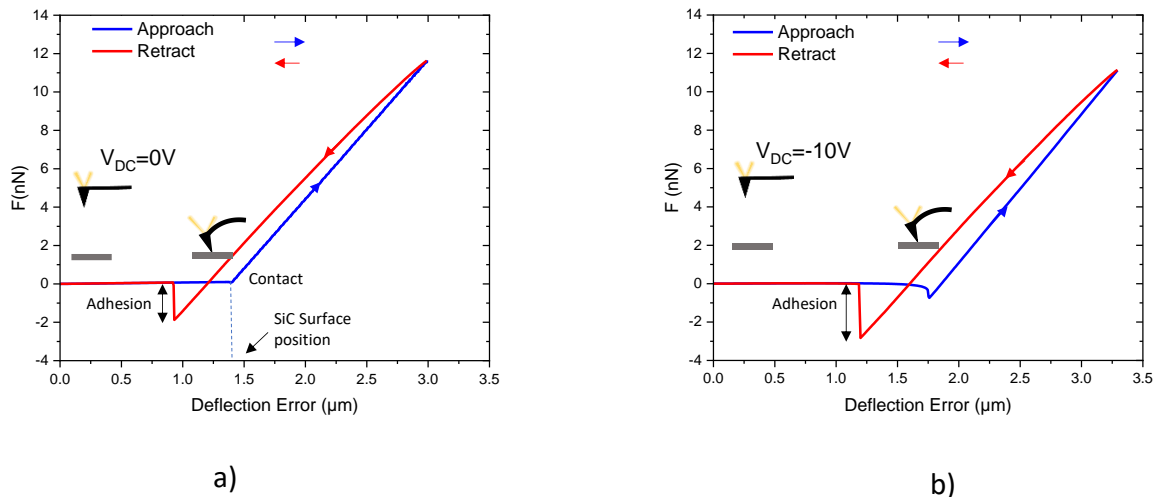 14
12
10
8
6
4
2
0
-2
-4
F(nN)
Approach
Retract
V_DC=0V
Contact
Adhesion
SiC Surface
position
0.0 0.5 1.0 1.5 2.0 2.5 3.0 3.5
Deflection Error (µm)
a)
14
12
10
8
6
4
2
0
-2
-4
F (nN)
Approach
Retract
V_DC=-10V
Adhesion
0.0 0.5 1.0 1.5 2.0 2.5 3.0 3.5
Deflection Error (µm)
b)